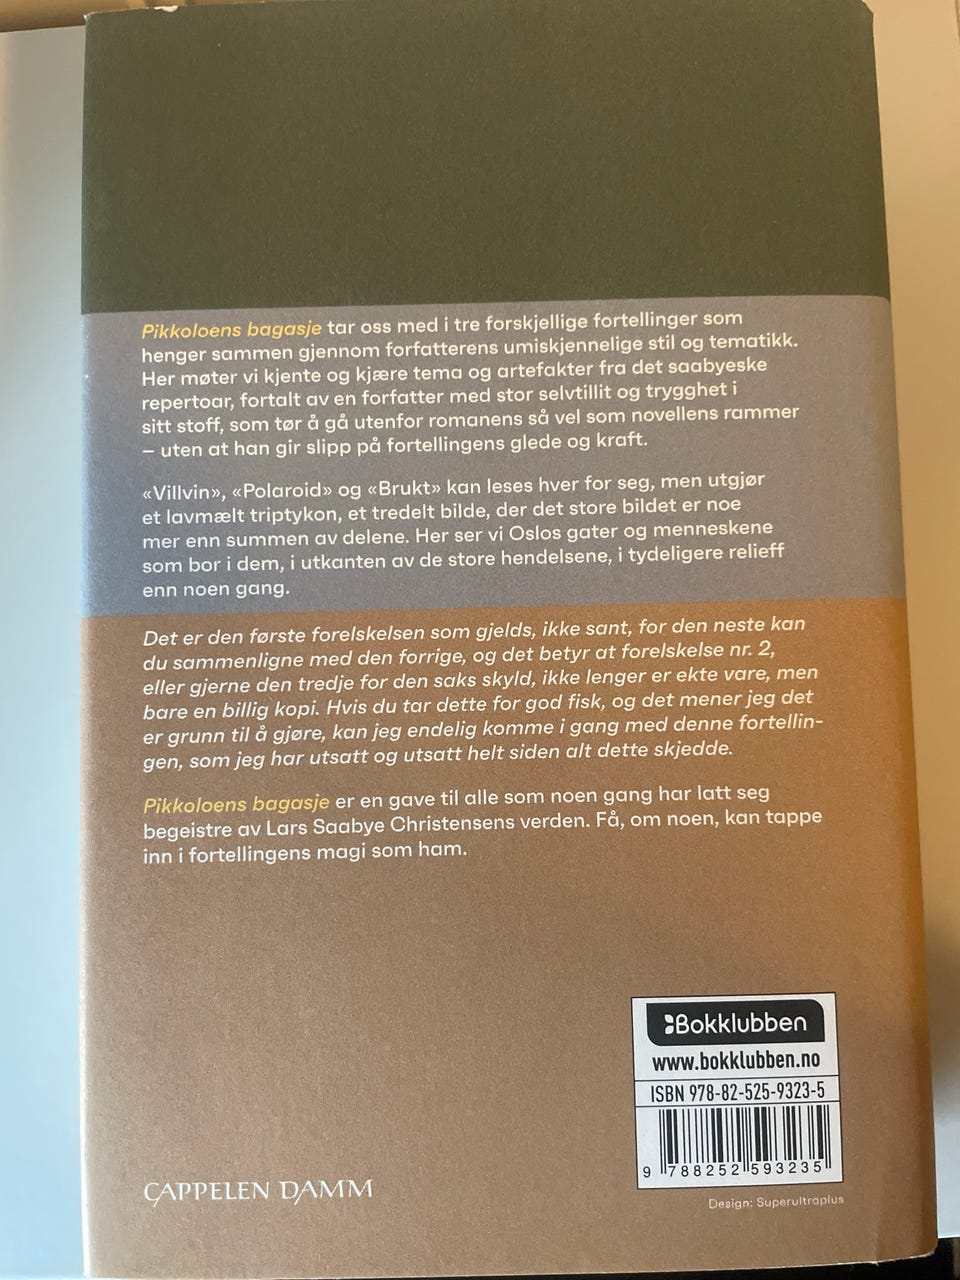 Pikkoloens bagasje tar oss med i tre forskjellige fortellinger som
henger sammen gjennom forfatterens umiskjennelige stil og tematikk.
Her møter vi kjente og kjære tema og artefakter fra det saabyeske
repertoar, fortalt av en forfatter med stor selvtillit og trygghet i
sitt stoff, som tør å gå utenfor romanens så vel som novellens rammer
– uten at han gir slipp på fortellingens glede og kraft.
«Villvin», «Polaroid» og «Brukt» kan leses hver for seg, men utgjør
et lavmælt triptykon, et tredelt bilde, der det store bildet er noe
mer enn summen av delene. Her ser vi Oslos gater og menneskene
som bor i dem, i utkanten av de store hendelsene, i tydeligere relieff
enn noen gang.
Det er den første forelskelsen som gjelds, ikke sant, for den neste kan
du sammenligne med den forrige, og det betyr at forelskelse nr. 2,
eller gjerne den tredje for den saks skyld, ikke lenger er ekte vare, men
bare en billig kopi. Hvis du tar dette for god fisk, og det mener jeg det
er grunn til å gjøre, kan jeg endelig komme i gang med denne fortellin-
gen, som jeg har utsatt og utsatt helt siden alt dette skjedde.
Pikkoloens bagasje er en gave til alle som noen gang har latt seg
begeistre av Lars Saabye Christensens verden. Få, om noen, kan tappe
inn i fortellingens magi som ham.
Bokklubben
www.bokklubben.no
ISBN 978-82-525-9323-5
9 788252 593235
CAPPELEN DAMM
Design: Superultraplus